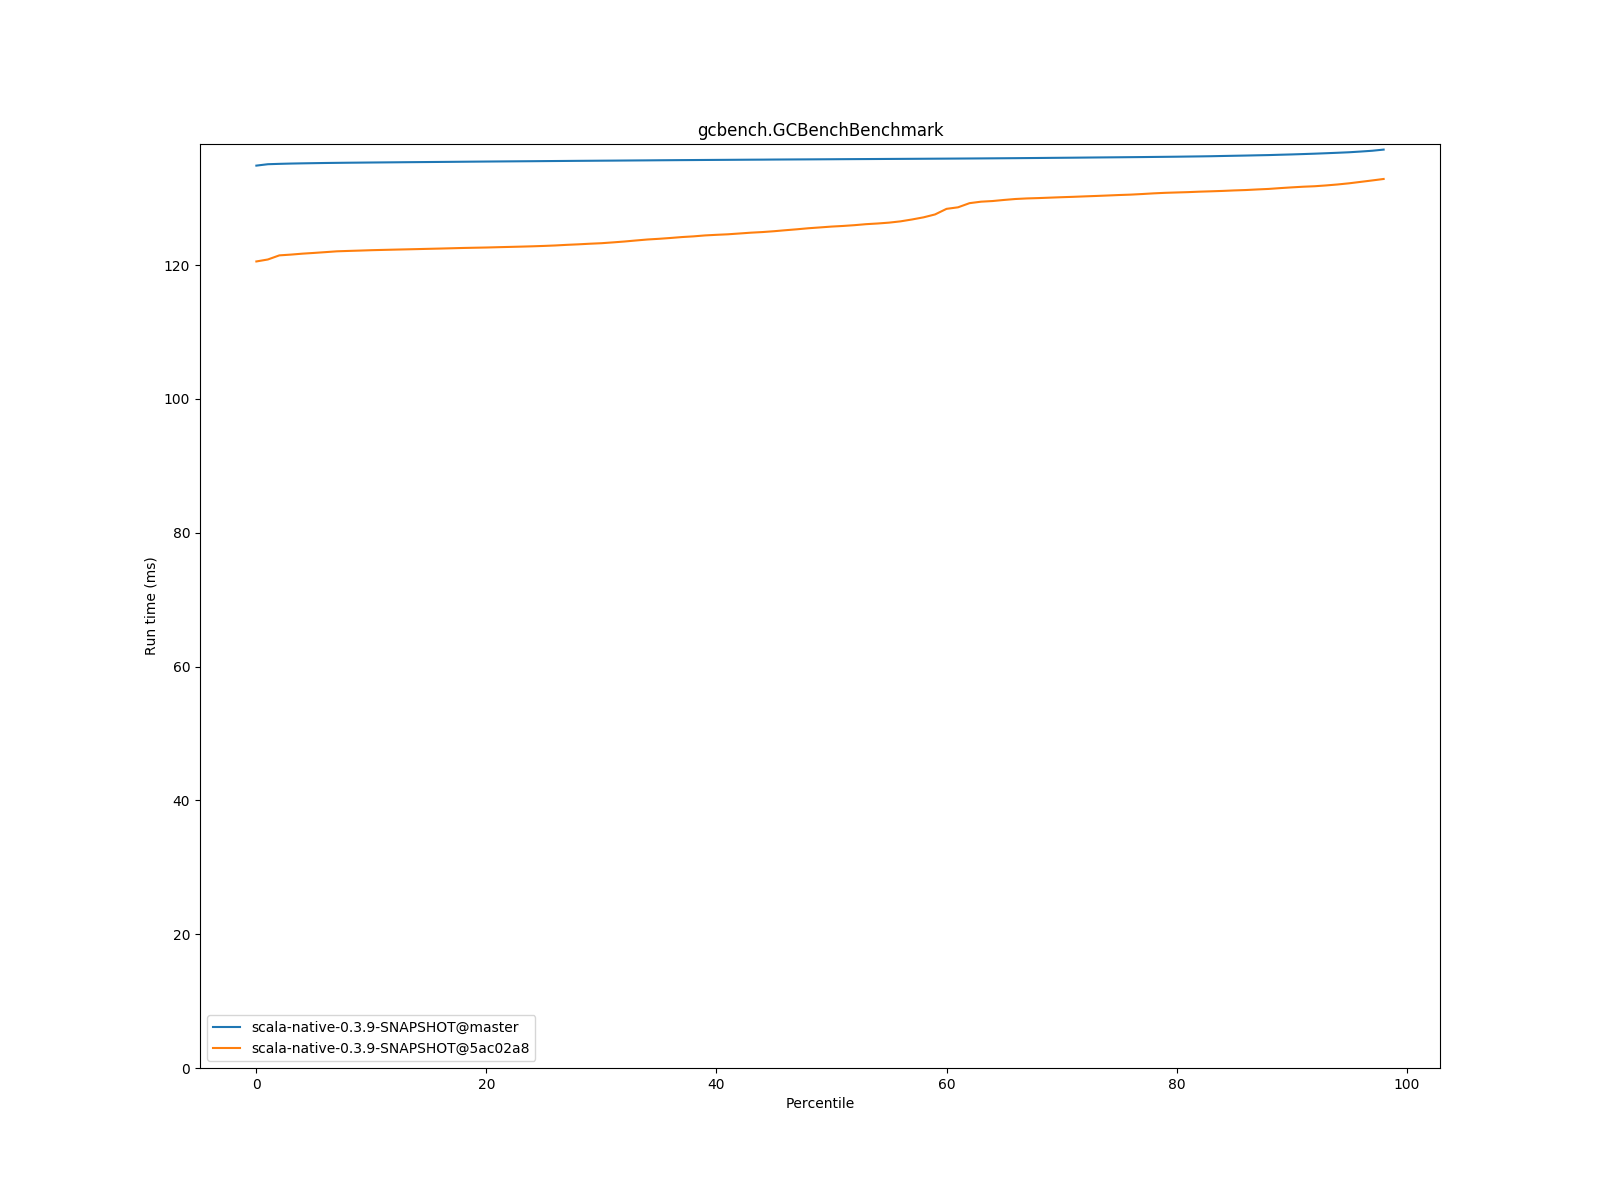 gcbench.GCBenchBenchmark
Run time (ms)
120
100
80
60
40
20
0
scala-native-0.3.9-SNAPSHOT@master
scala-native-0.3.9-SNAPSHOT@5ac02a8
0 20 40 60 80 100
Percentile